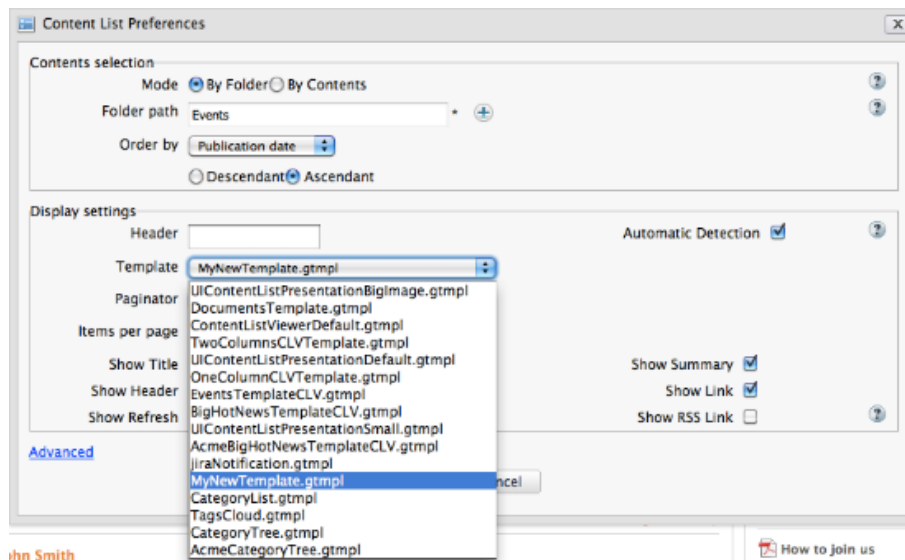 Content List Preferences
Contents selection
Mode By Folder By Contents
Folder path Events *
Order by Publication date
Descendant Ascendant
Display settings
Header Automatic Detection
Template MyNewTemplate.gtmpl
UIContentListPresentationBigImage.gtmpl
Paginator DocumentsTemplate.gtmpl
ContentListViewerDefault.gtmpl
Items per page TwoColumnsCLVTemplate.gtmpl
Show Title UIContentListPresentationDefault.gtmpl Show Summary
OneColumnCLVTemplate.gtmpl
Show Header EventsTemplateCLV.gtmpl Show Link
BigHotNewsTemplateCLV.gtmpl
Show Refresh UIContentListPresentationSmall.gtmpl Show RSS Link
AcmeBigHotNewsTemplateCLV.gtmpl
Advanced jiraNotification.gtmpl
MyNewTemplate.gtmpl ncel
CategoryList.gtmpl
TagsCloud.gtmpl
CategoryTree.gtmpl
AcmeCategoryTree.gtmpl
hn Smith How to join us